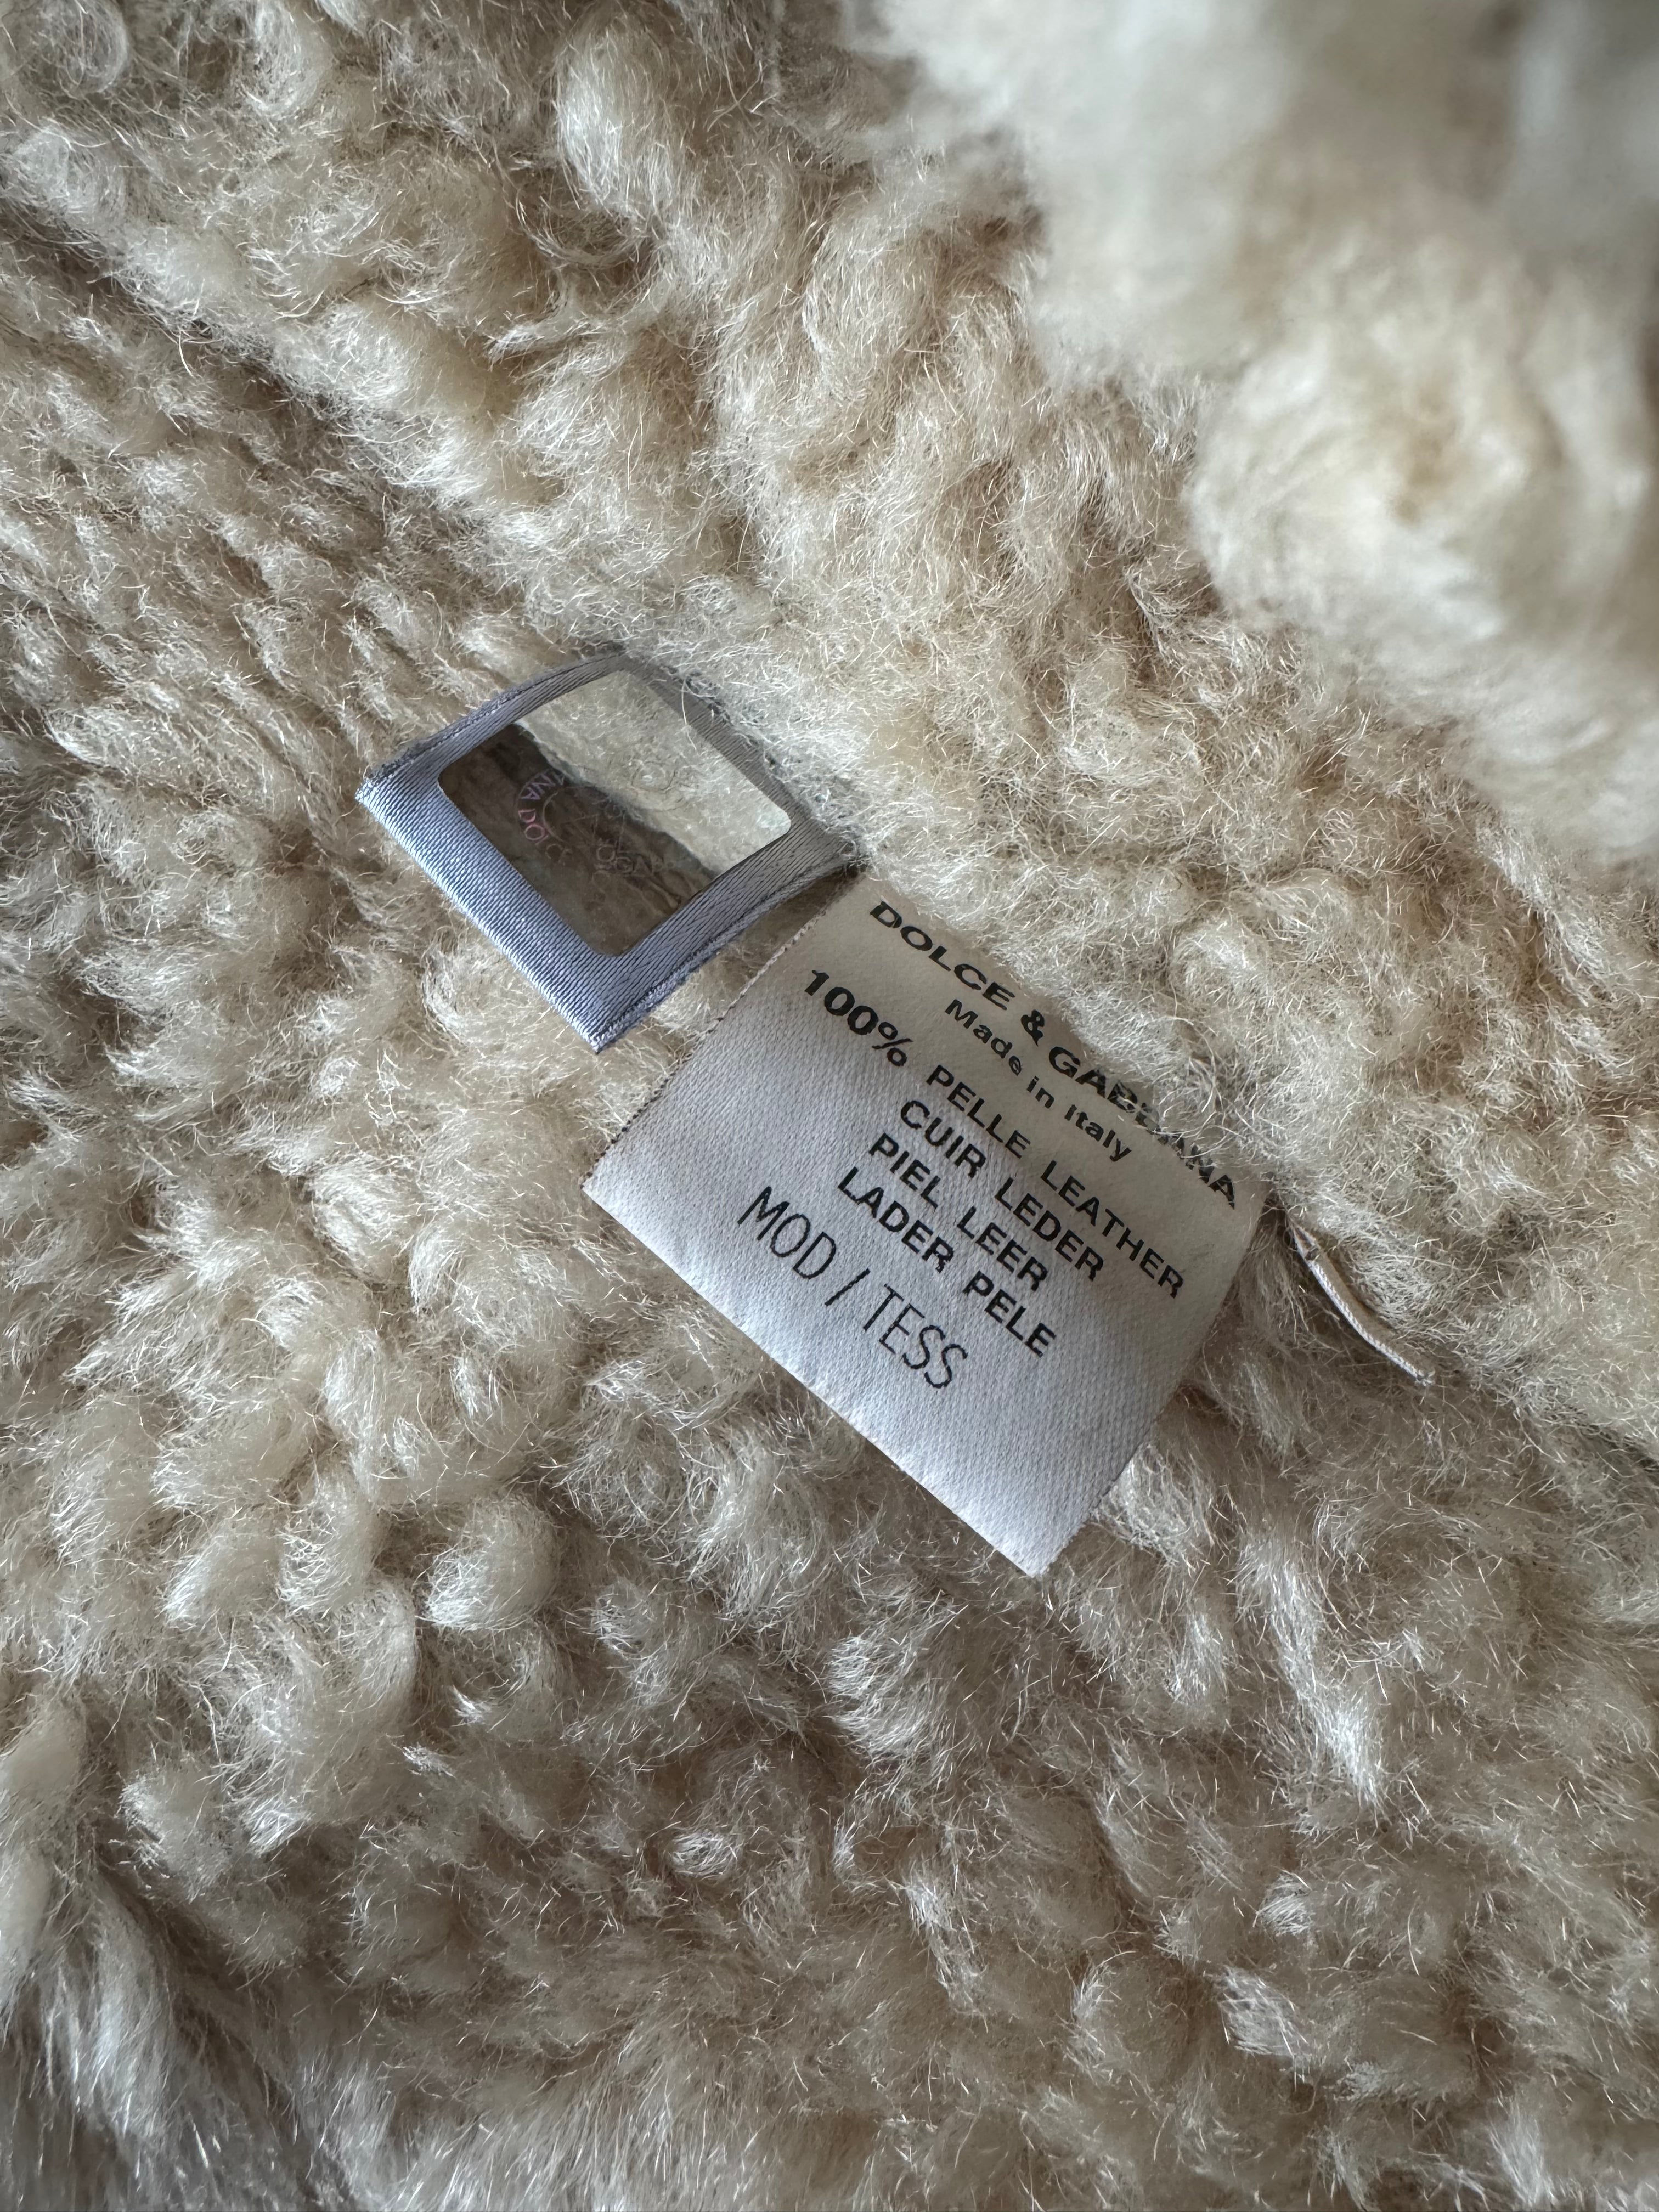 DOLCE & GABBANA
Made in Italy
100% PELLE LEATHER
CUIR LEDER
PIEL LEER
LADER PELE
MOD / TESS